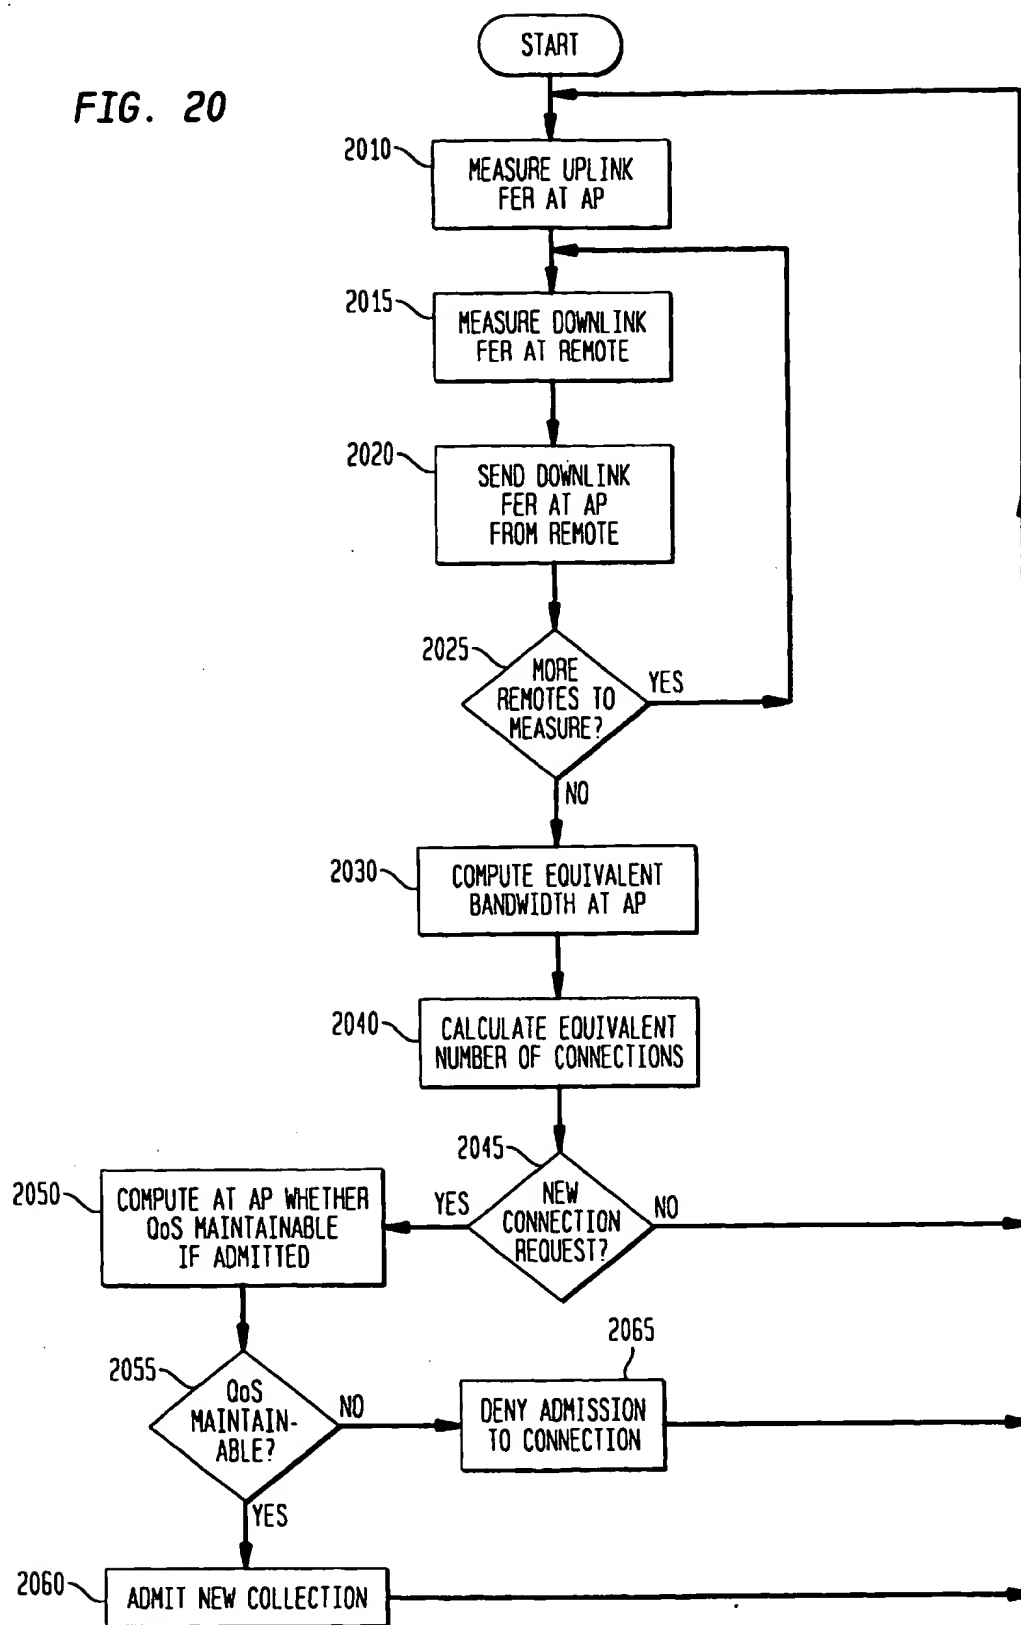 START
FIG. 20
2010
MEASURE UPLINK
FER AT AP
2015
MEASURE DOWNLINK
FER AT REMOTE
2020
SEND DOWNLINK
FER AT AP
FROM REMOTE
2025
MORE
REMOTES TO
MEASURE?
YES
NO
2030
COMPUTE EQUIVALENT
BANDWIDTH AT AP
2040
CALCULATE EQUIVALENT
NUMBER OF CONNECTIONS
2045
NEW
CONNECTION
REQUEST?
YES
NO
2050
COMPUTE AT AP WHETHER
QoS MAINTAINABLE
IF ADMITTED
2055
QoS
MAINTAIN-
ABLE?
NO
YES
2065
DENY ADMISSION
TO CONNECTION
2060
ADMIT NEW COLLECTION